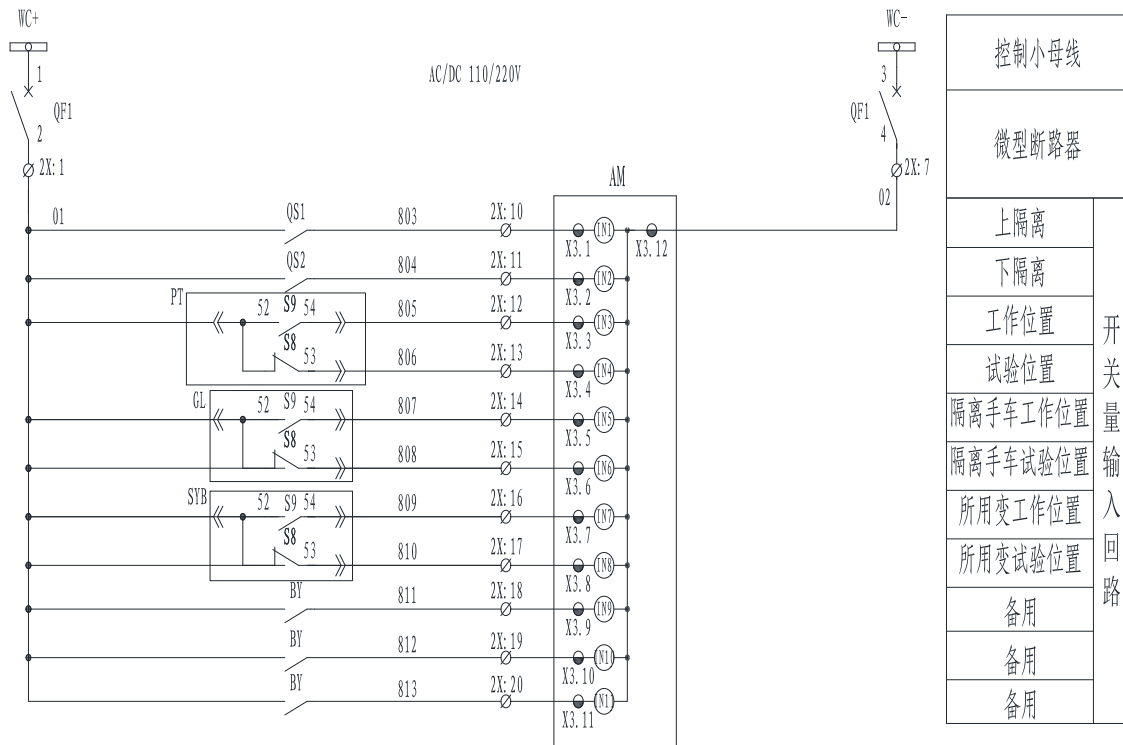 WC+
WC-
1
3
AC/DC 110/220V
QF1
QF1
2
4
2X:1
2X:7
AM
01
02
QS1 803 2X:10 X3.1 IN1 X3.12
QS2 804 2X:11 X3.2 IN2
PT 52 S9 54 805 2X:12 X3.3 IN3
S8 53 806 2X:13 X3.4 IN4
GL 52 S9 54 807 2X:14 X3.5 IN5
S8 53 808 2X:15 X3.6 IN6
SYB 52 S9 54 809 2X:16 X3.7 IN7
S8 53 810 2X:17 X3.8 IN8
BY 811 2X:18 X3.9 IN9
BY 812 2X:19 X3.10 IN10
BY 813 2X:20 X3.11 IN11
控制小母线
微型断路器
上隔离
下隔离
工作位置
试验位置
隔离手车工作位置
隔离手车试验位置
所用变工作位置
所用变试验位置
备用
备用
备用
开关量输入回路